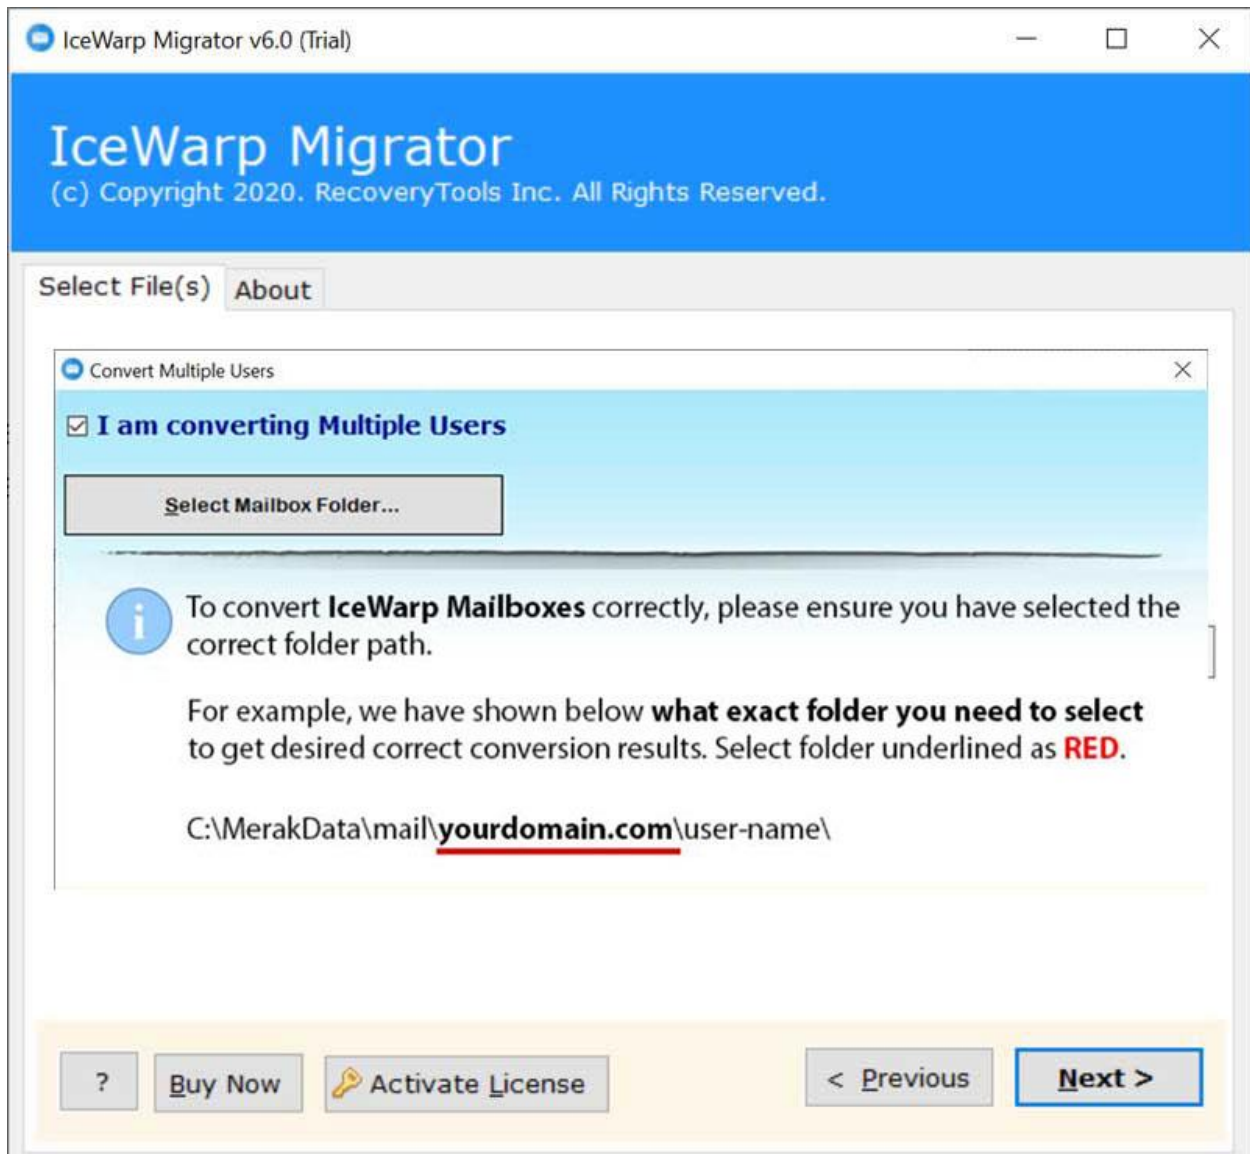 IceWarp Migrator v6.0 (Trial)
IceWarp Migrator
(c) Copyright 2020. RecoveryTools Inc. All Rights Reserved.
Select File(s) About
Convert Multiple Users
I am converting Multiple Users
Select Mailbox Folder...
To convert IceWarp Mailboxes correctly, please ensure you have selected the
correct folder path.
For example, we have shown below what exact folder you need to select
to get desired correct conversion results. Select folder underlined as RED.
C:\MerakData\mail\yourdomain.com\user-name\
? Buy Now Activate License < Previous Next >